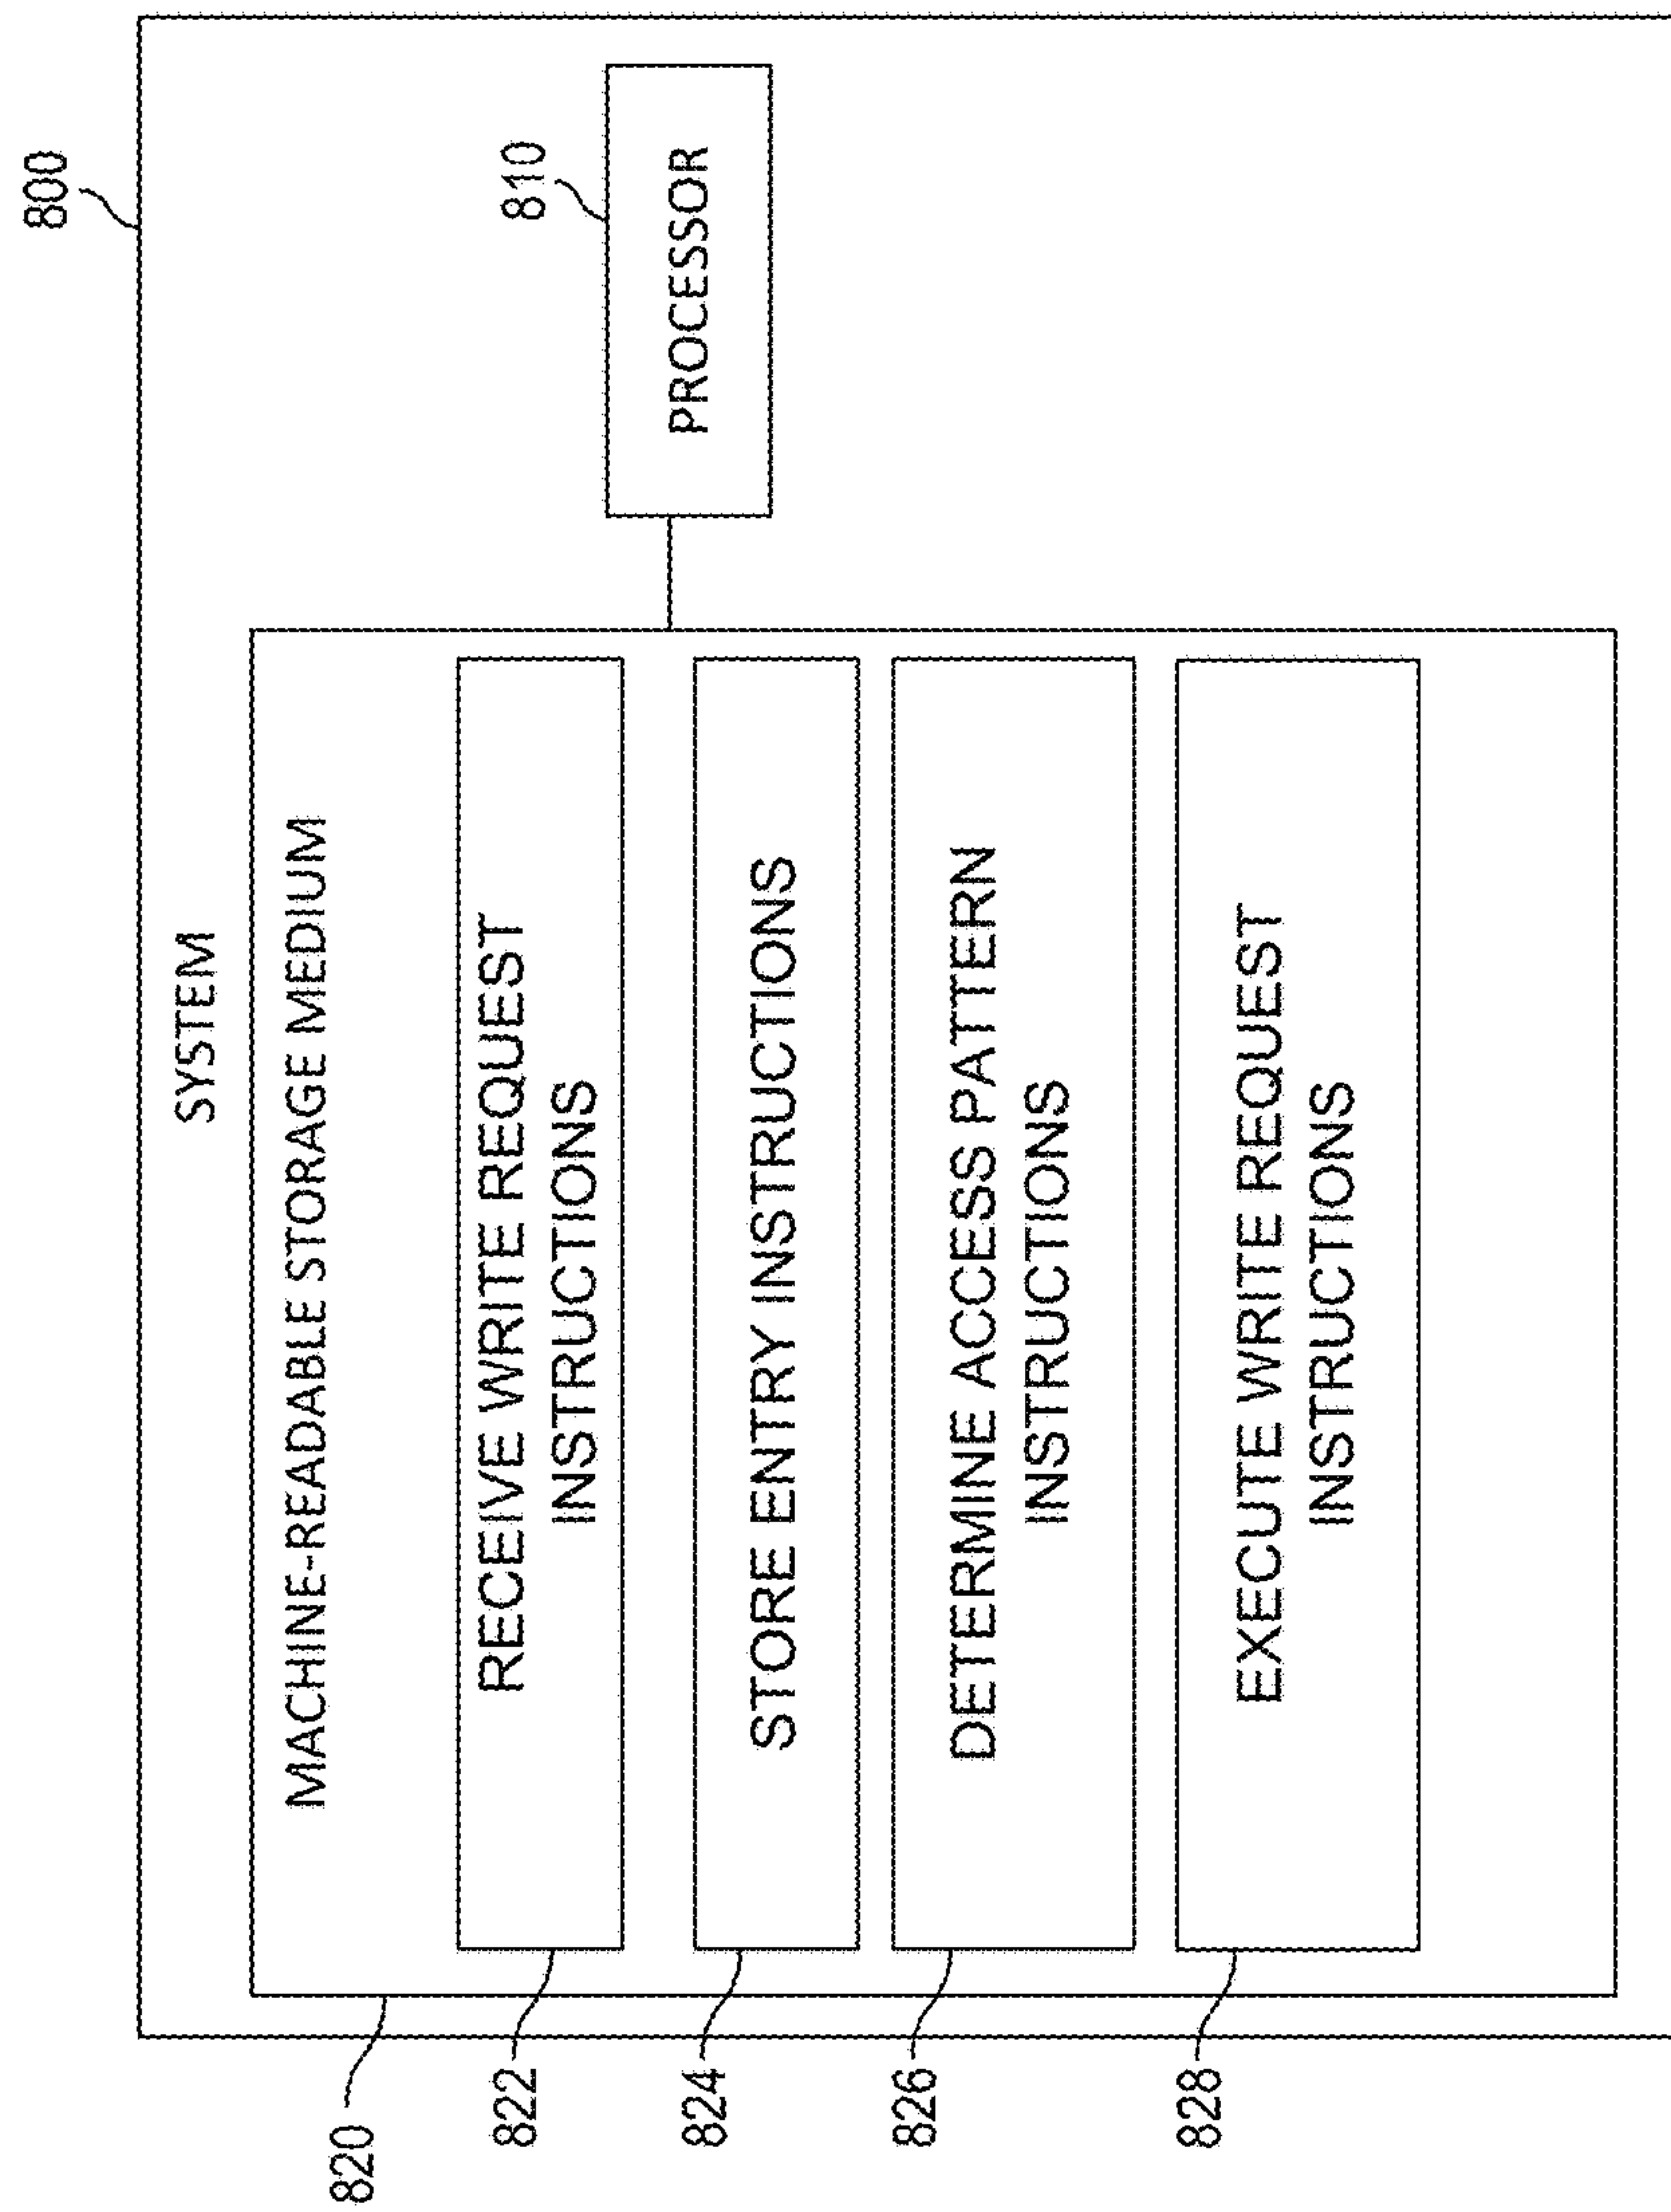 800
SYSTEM
820
MACHINE-READABLE STORAGE MEDIUM
822
RECEIVE WRITE REQUEST
INSTRUCTIONS
810
PROCESSOR
824
STORE ENTRY INSTRUCTIONS
826
DETERMINE ACCESS PATTERN
INSTRUCTIONS
828
EXECUTE WRITE REQUEST
INSTRUCTIONS